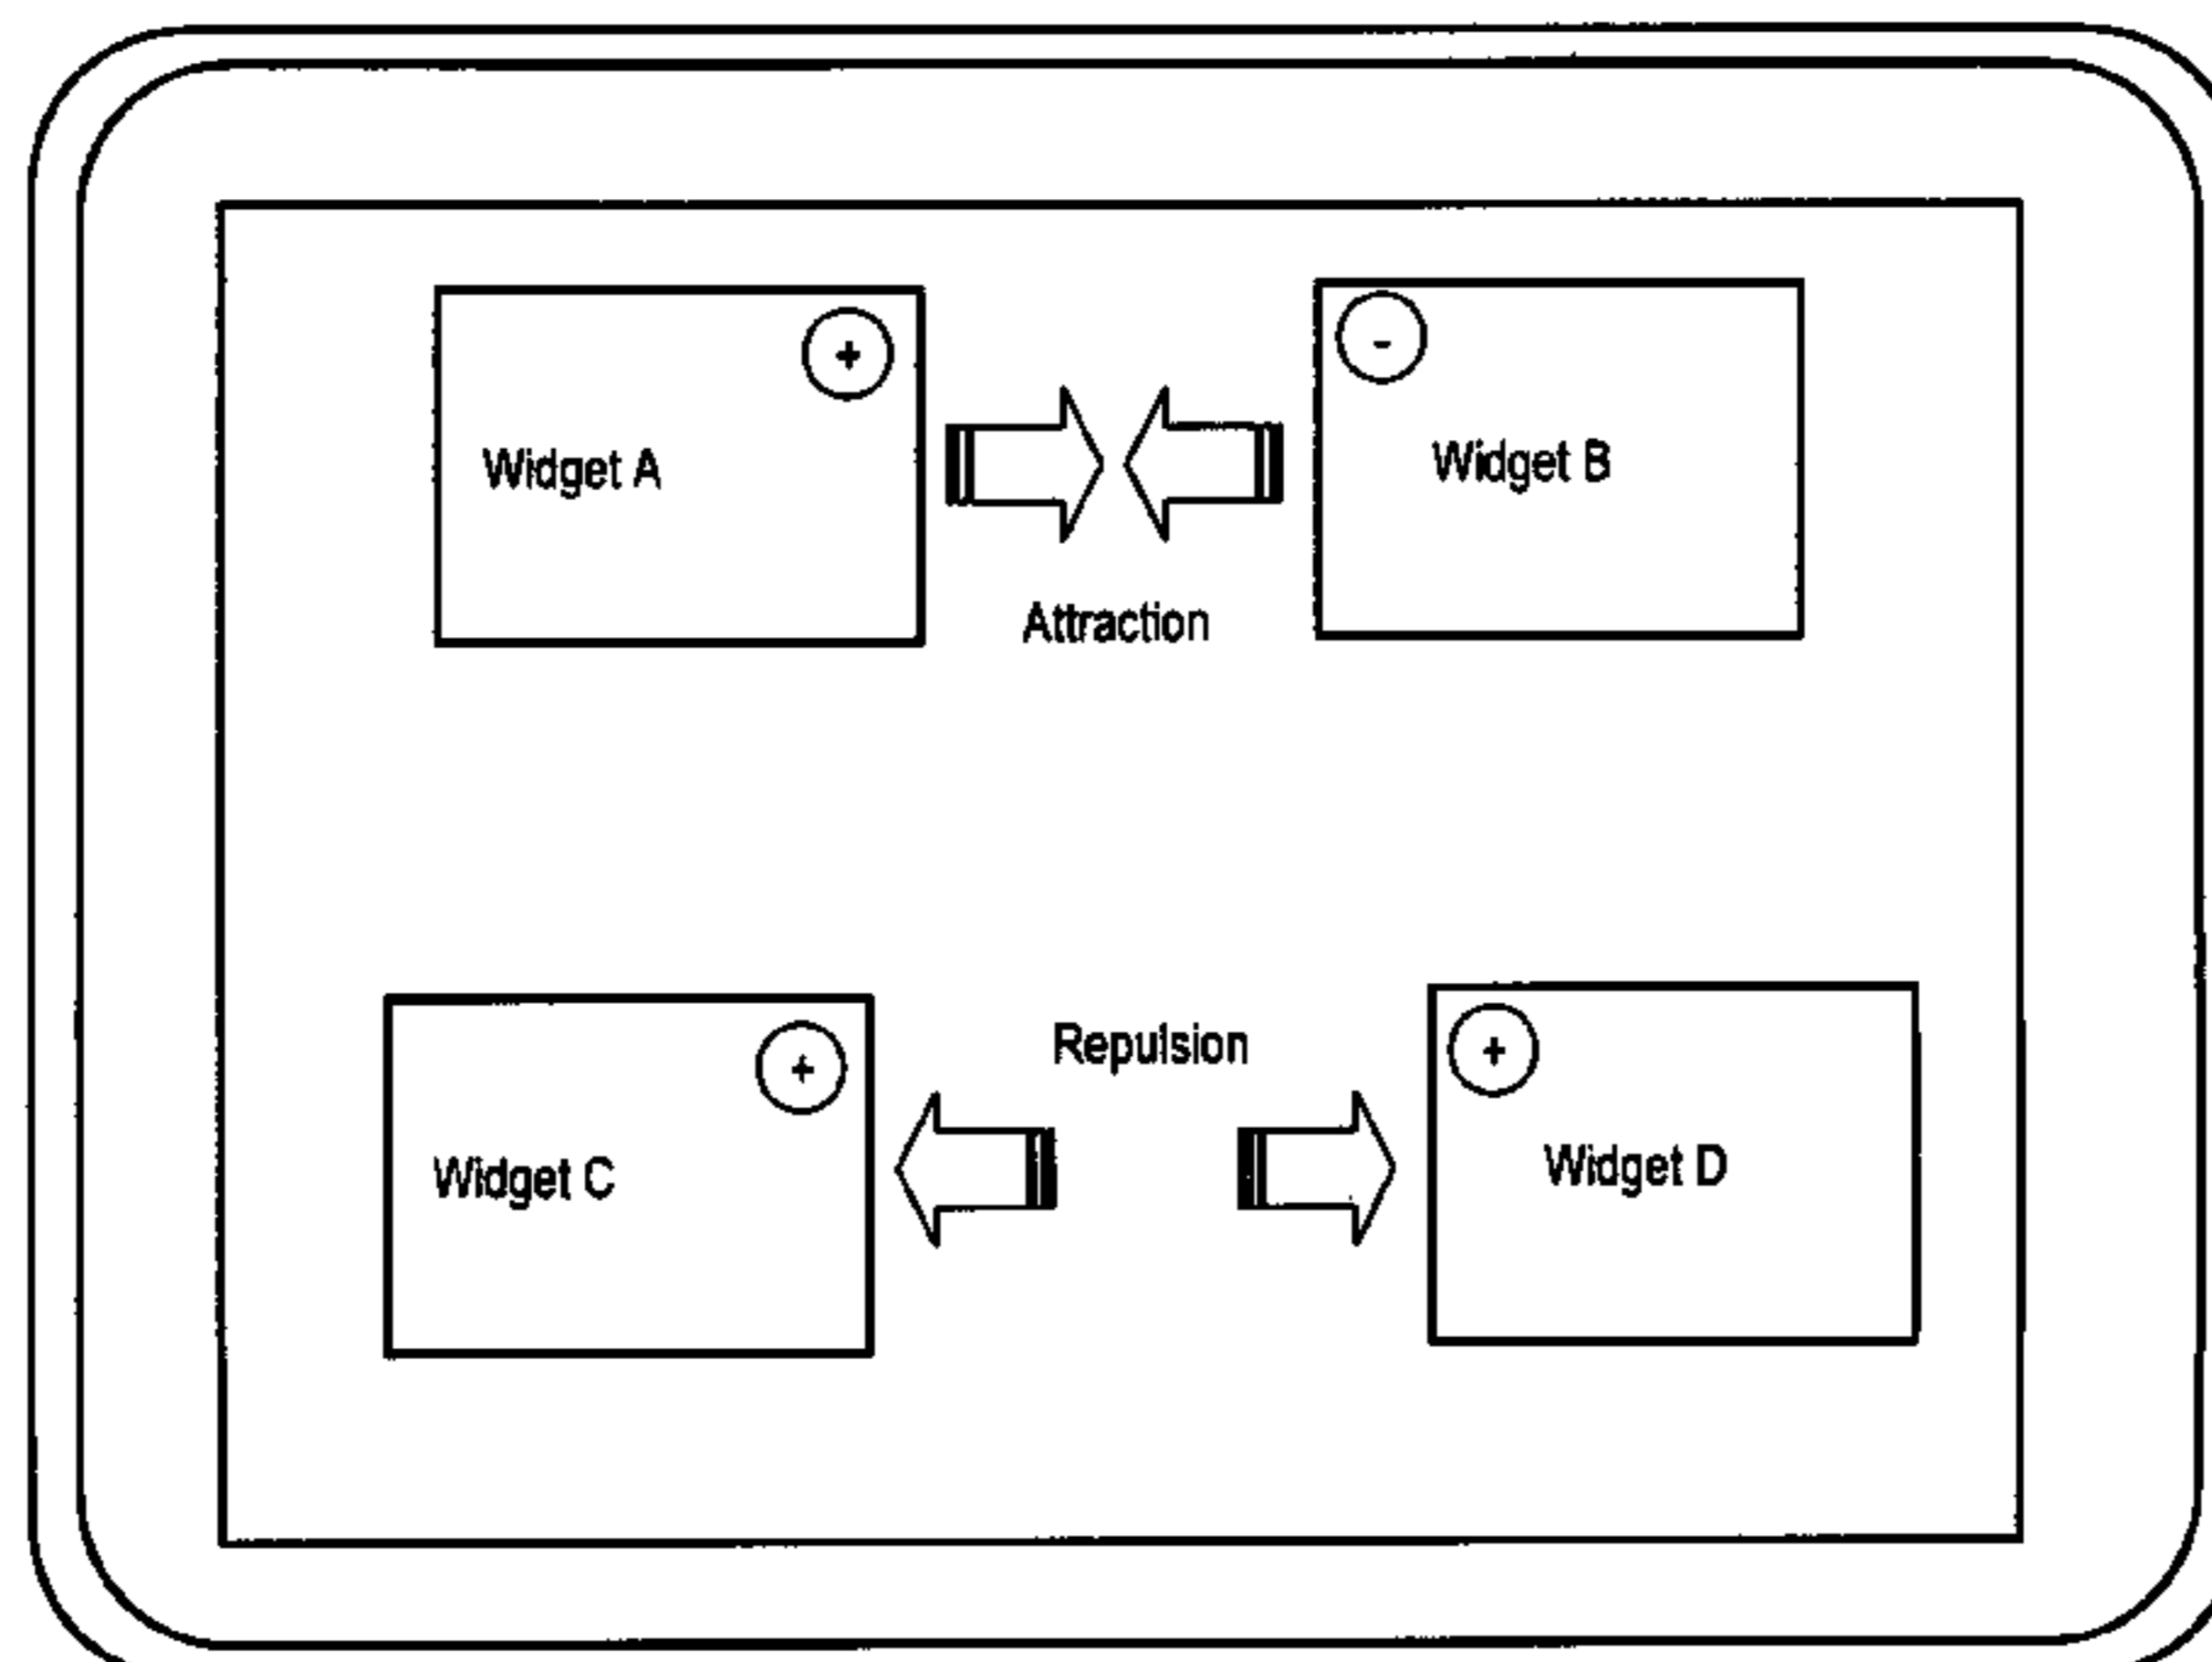 +
-
Widget A
Widget B
Attraction
Repulsion
+
+
Widget C
Widget D